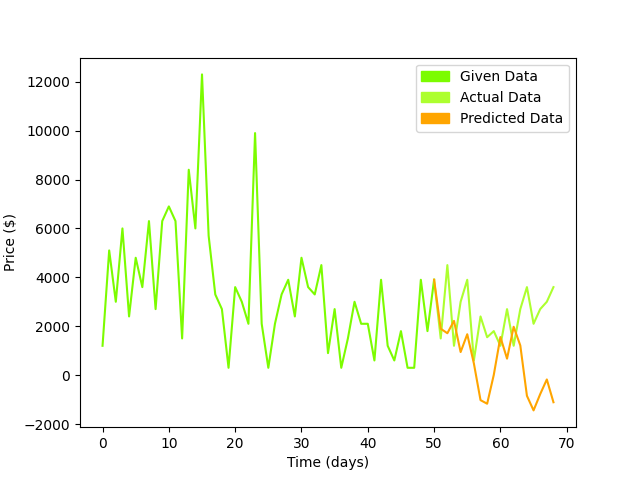 12000
10000
8000
6000
4000
2000
0
−2000
0 10 20 30 40 50 60 70
Price ($)
Time (days)
Given Data
Actual Data
Predicted Data